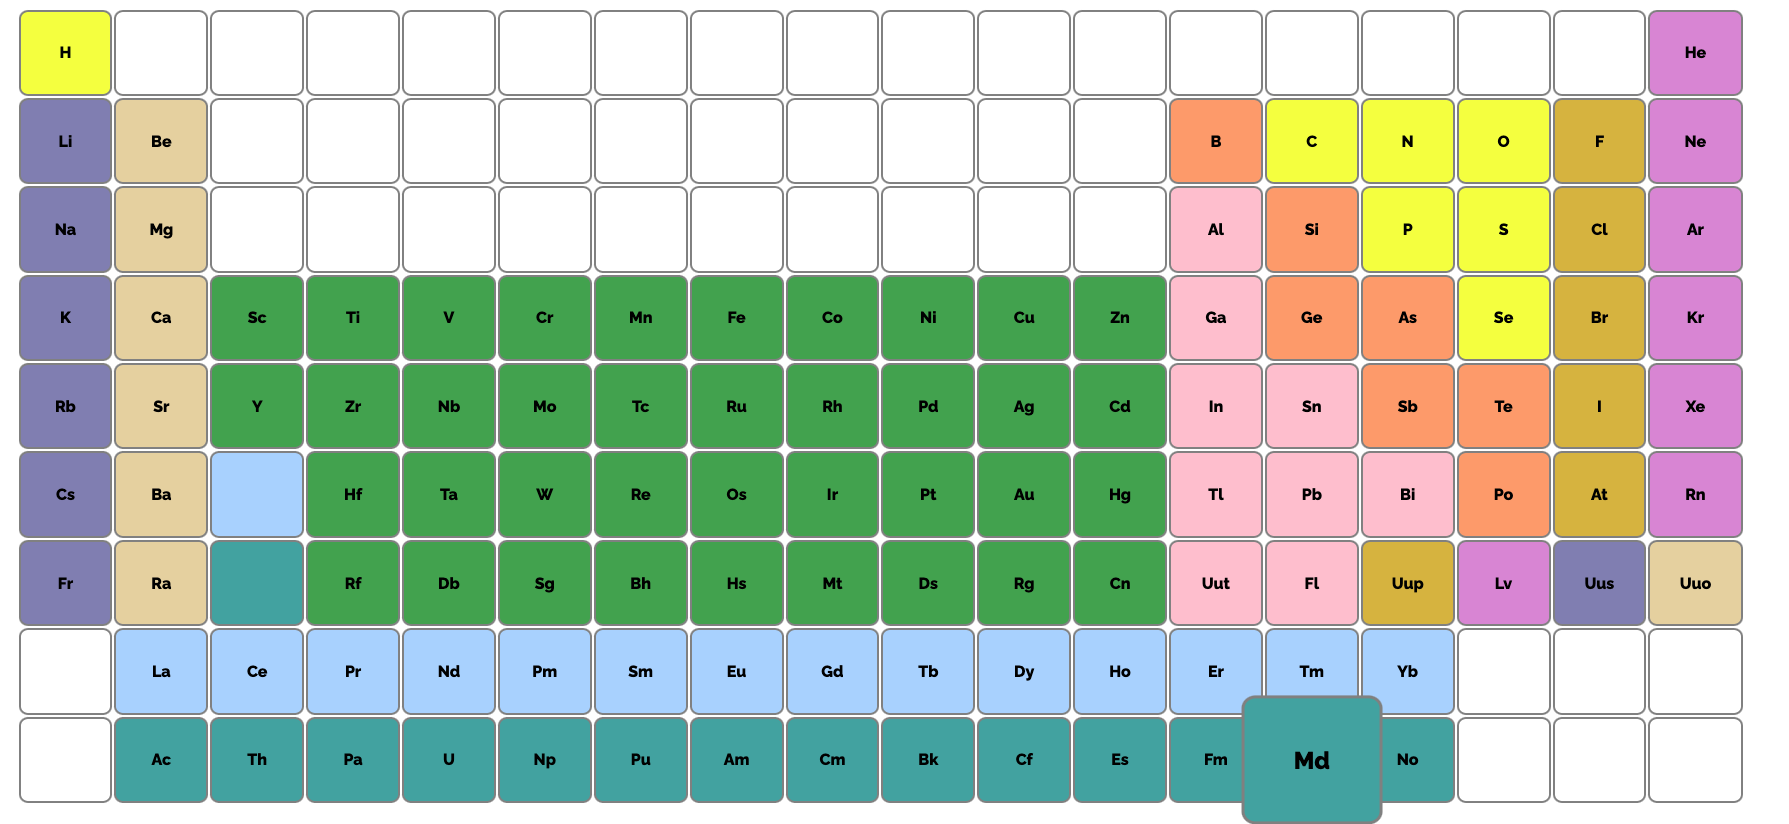 H He
Li Be B C N O F Ne
Na Mg Al Si P S Cl Ar
K Ca Sc Ti V Cr Mn Fe Co Ni Cu Zn Ga Ge As Se Br Kr
Rb Sr Y Zr Nb Mo Tc Ru Rh Pd Ag Cd In Sn Sb Te I Xe
Cs Ba Hf Ta W Re Os Ir Pt Au Hg Tl Pb Bi Po At Rn
Fr Ra Rf Db Sg Bh Hs Mt Ds Rg Cn Uut Fl Uup Lv Uus Uuo
La Ce Pr Nd Pm Sm Eu Gd Tb Dy Ho Er Tm Yb
Ac Th Pa U Np Pu Am Cm Bk Cf Es Fm Md No